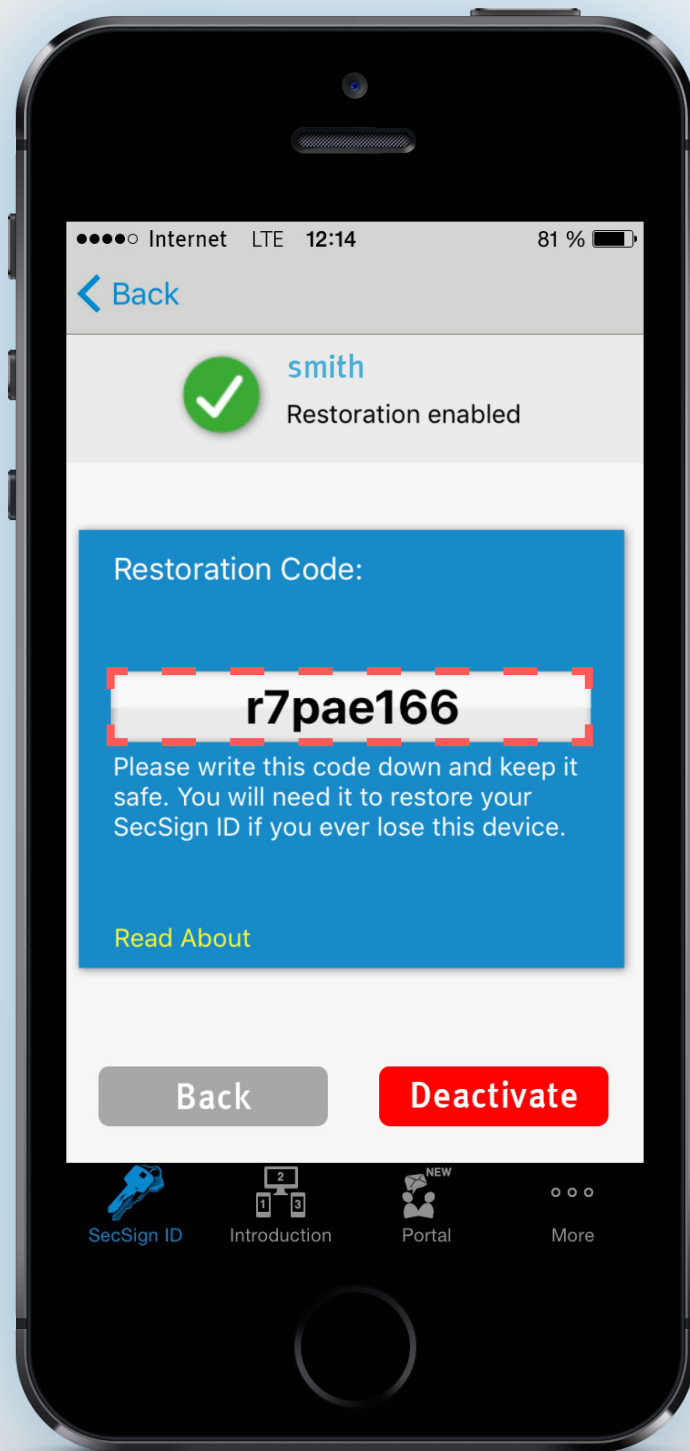 ●●●●○ Internet LTE 12:14 81 %
Back
smith
Restoration enabled
Restoration Code:
r7pae166
Please write this code down and keep it
safe. You will need it to restore your
SecSign ID if you ever lose this device.
Read About
Back Deactivate
2
1 3
NEW
SecSign ID Introduction Portal More